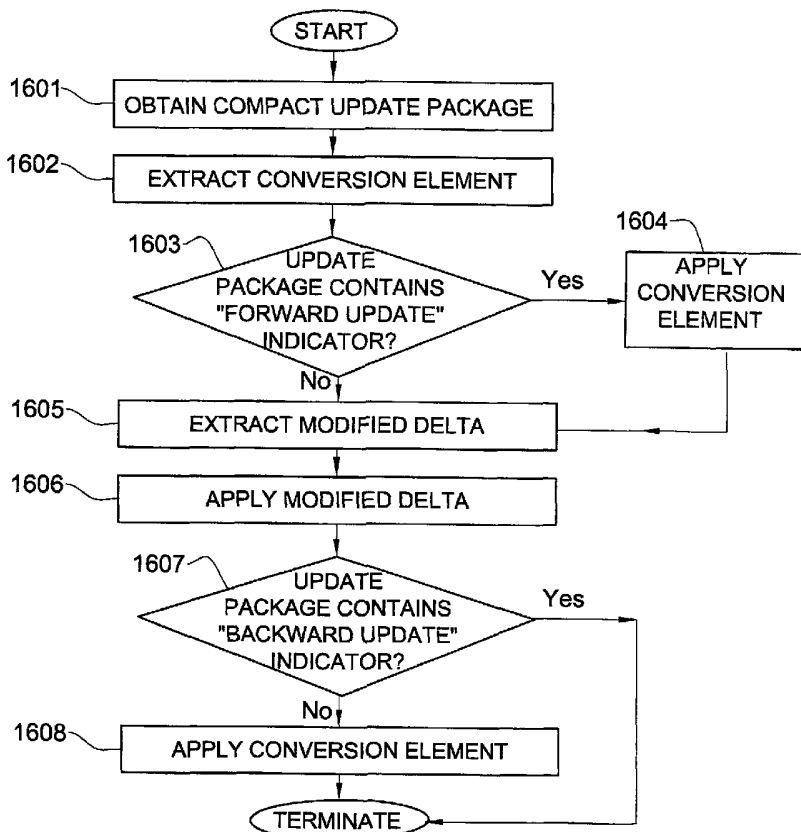 START
1601
OBTAIN COMPACT UPDATE PACKAGE
1602
EXTRACT CONVERSION ELEMENT
1603
UPDATE
PACKAGE CONTAINS
"FORWARD UPDATE"
INDICATOR?
Yes
1604
APPLY
CONVERSION
ELEMENT
No
1605
EXTRACT MODIFIED DELTA
1606
APPLY MODIFIED DELTA
1607
UPDATE
PACKAGE CONTAINS
"BACKWARD UPDATE"
INDICATOR?
Yes
No
1608
APPLY CONVERSION ELEMENT
TERMINATE